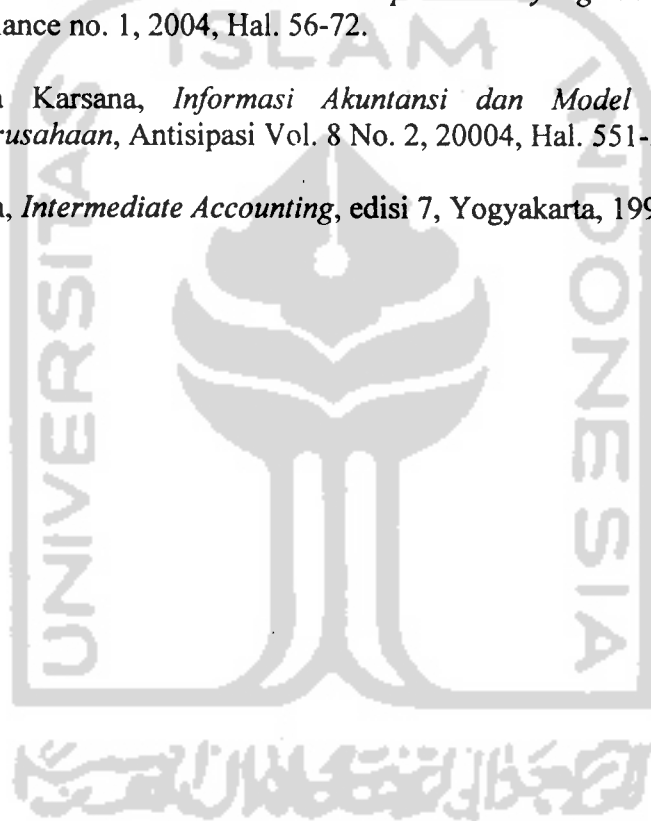 lance no. 1, 2004, Hal. 56-72.
Karsana, Informasi Akuntansi dan Model
rusahaan, Antisipasi Vol. 8 No. 2, 20004, Hal. 551-
a, Intermediate Accounting, edisi 7, Yogyakarta, 199
ISLAM
UNIVERSITAS
INDONESIA